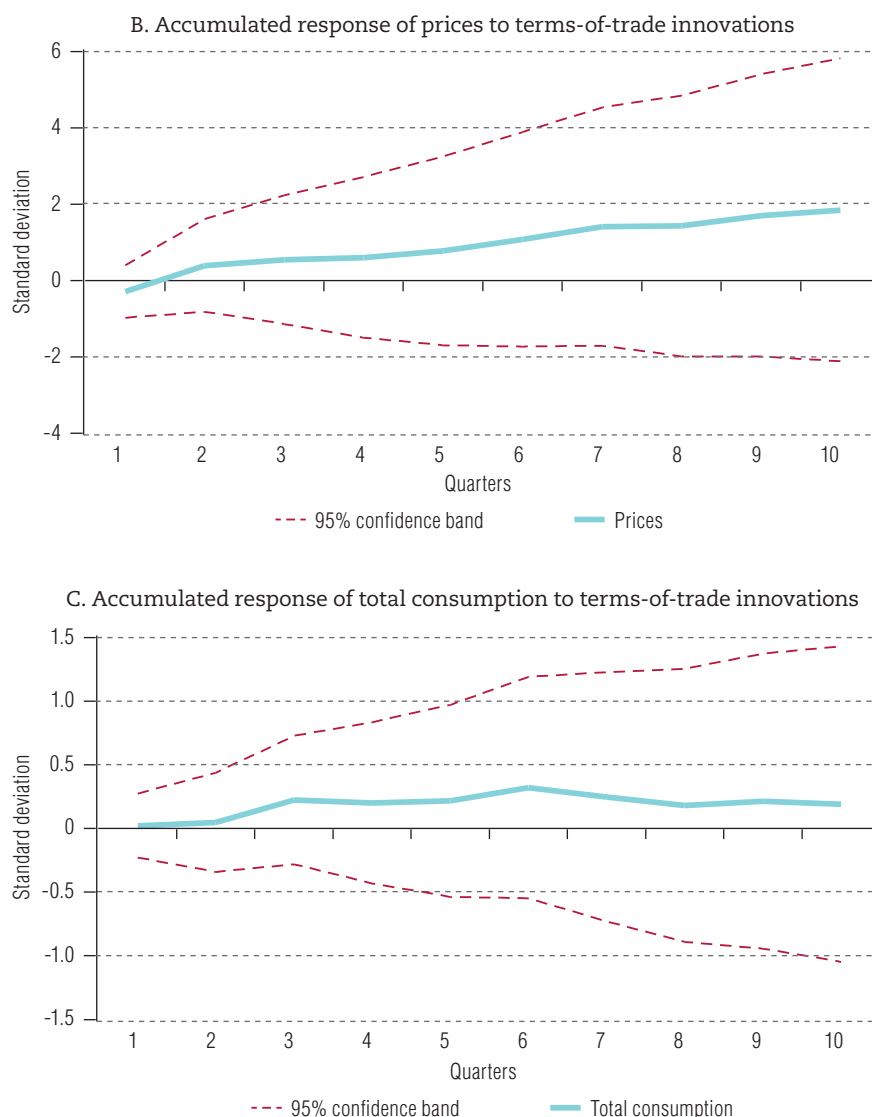 B. Accumulated response of prices to terms-of-trade innovations
6
4
2
0
-2
-4
Standard deviation
1 2 3 4 5 6 7 8 9 10
Quarters
95% confidence band Prices
C. Accumulated response of total consumption to terms-of-trade innovations
1.5
1.0
0.5
0
-0.5
-1.0
-1.5
Standard deviation
1 2 3 4 5 6 7 8 9 10
Quarters
95% confidence band Total consumption